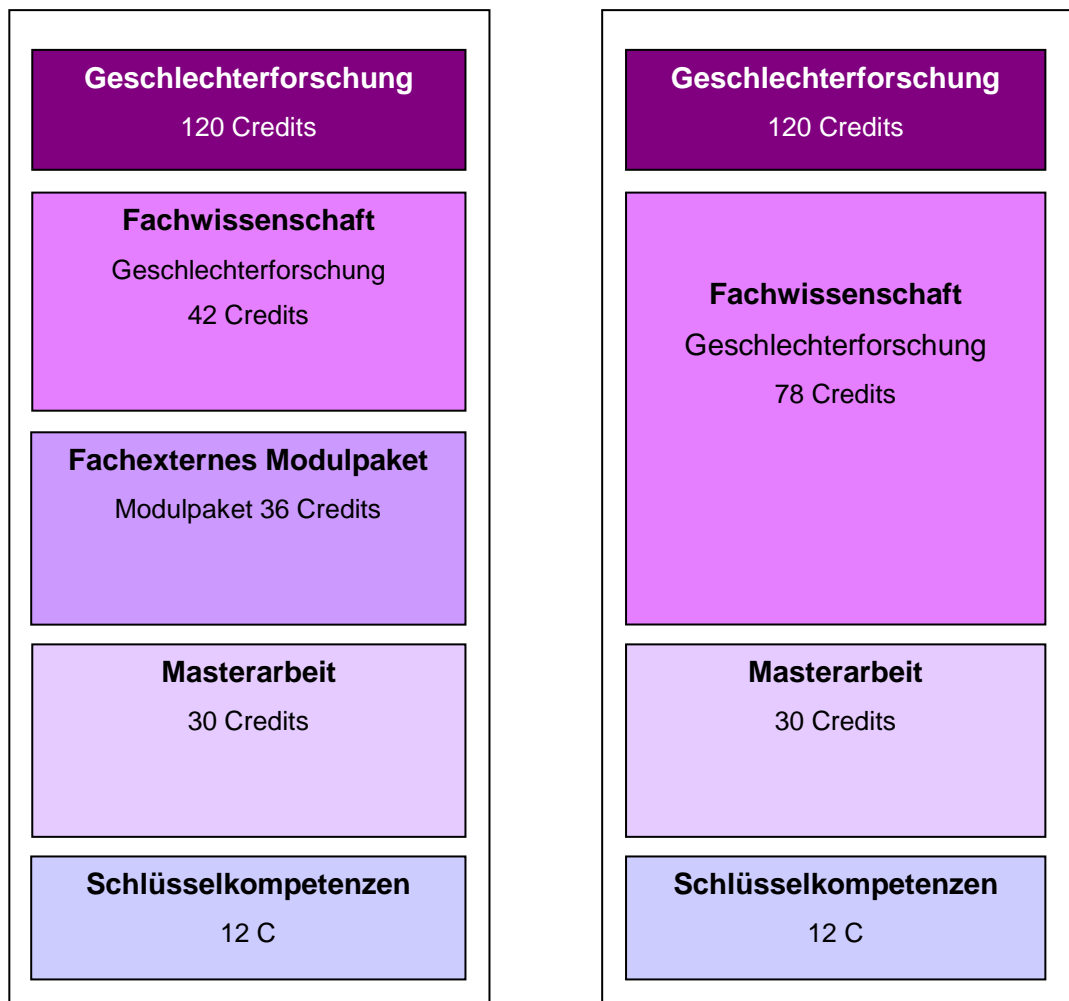 Geschlechterforschung
120 Credits
Fachwissenschaft
Geschlechterforschung
42 Credits
Fachexternes Modulpaket
Modulpaket 36 Credits
Masterarbeit
30 Credits
Schlüsselkompetenzen
12 C
Geschlechterforschung
120 Credits
Fachwissenschaft
Geschlechterforschung
78 Credits
Masterarbeit
30 Credits
Schlüsselkompetenzen
12 C